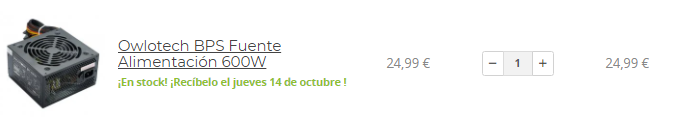 Owlotech BPS Fuente
Alimentación 600W
¡En stock! ¡Recíbelo el jueves 14 de octubre !
24,99 €
− 1 +
24,99 €